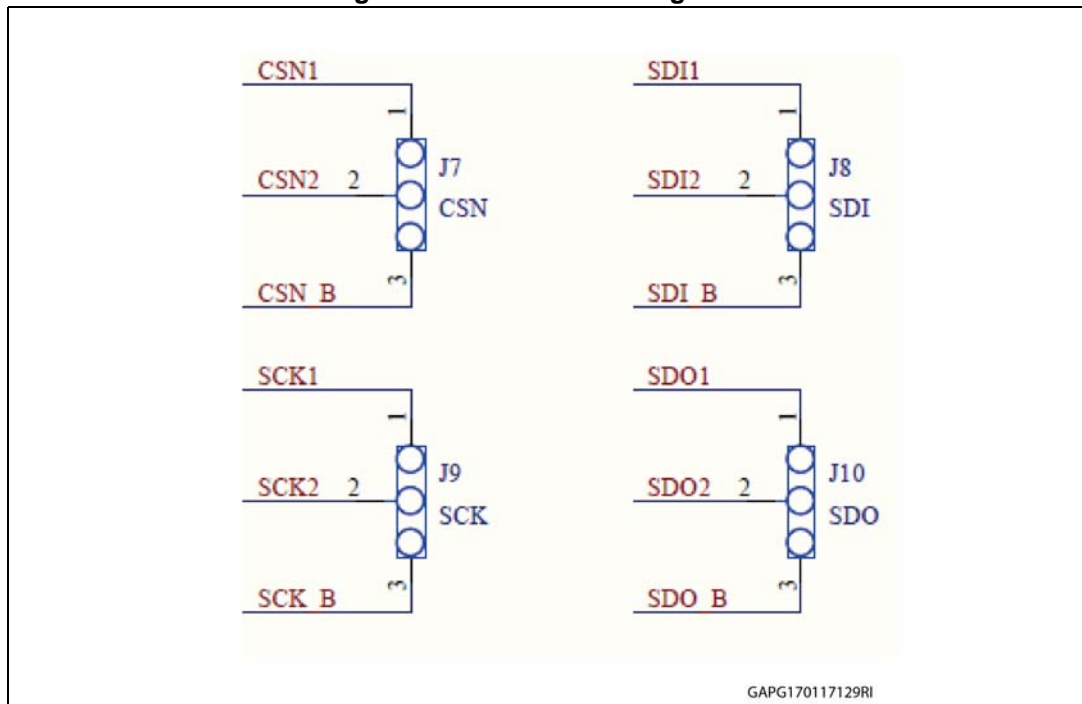 CSN1
1
CSN2 2
J7
CSN
CSN_B
3
SDI1
1
SDI2 2
J8
SDI
SDI_B
3
SCK1
1
SCK2 2
J9
SCK
SCK_B
3
SDO1
1
SDO2 2
J10
SDO
SDO_B
3
GAPG170117129RI